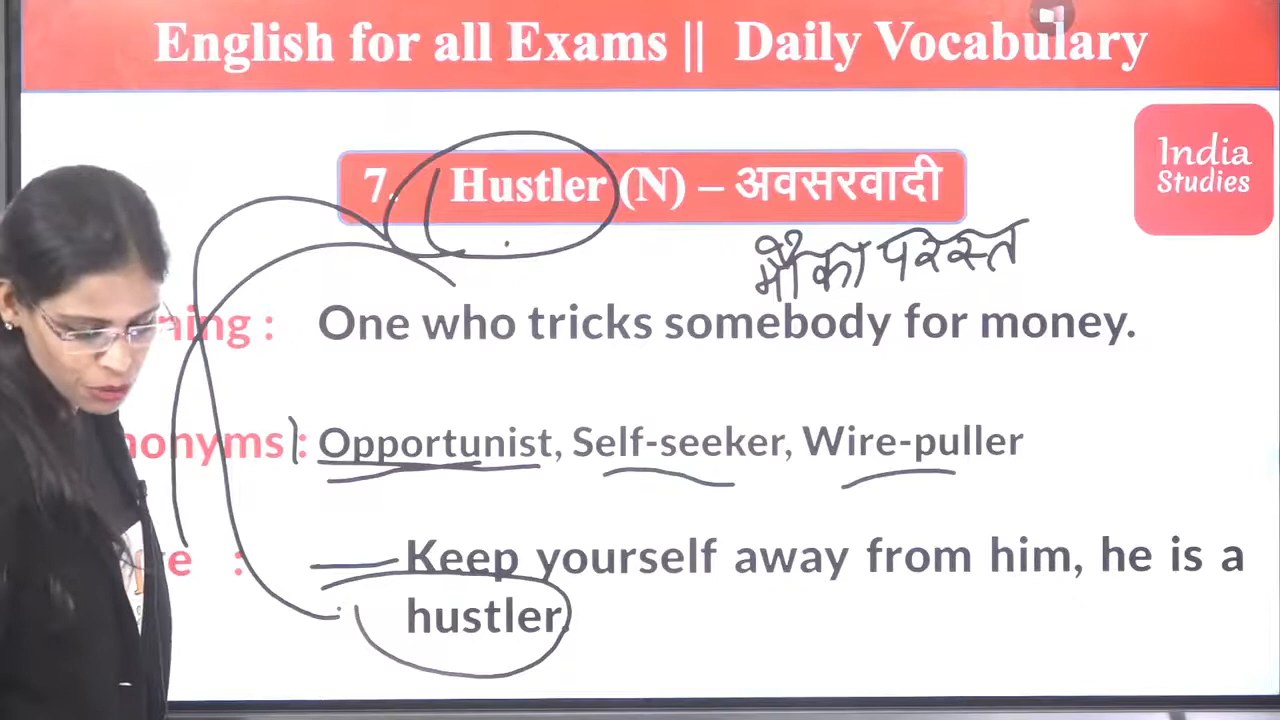 English for all Exams || Daily Vocabulary
India
Studies
7. Hustler (N) – अवसरवादी
मौका परस्त
One who tricks somebody for money.
: Opportunist, Self-seeker, Wire-puller
: Keep yourself away from him, he is a
hustler.